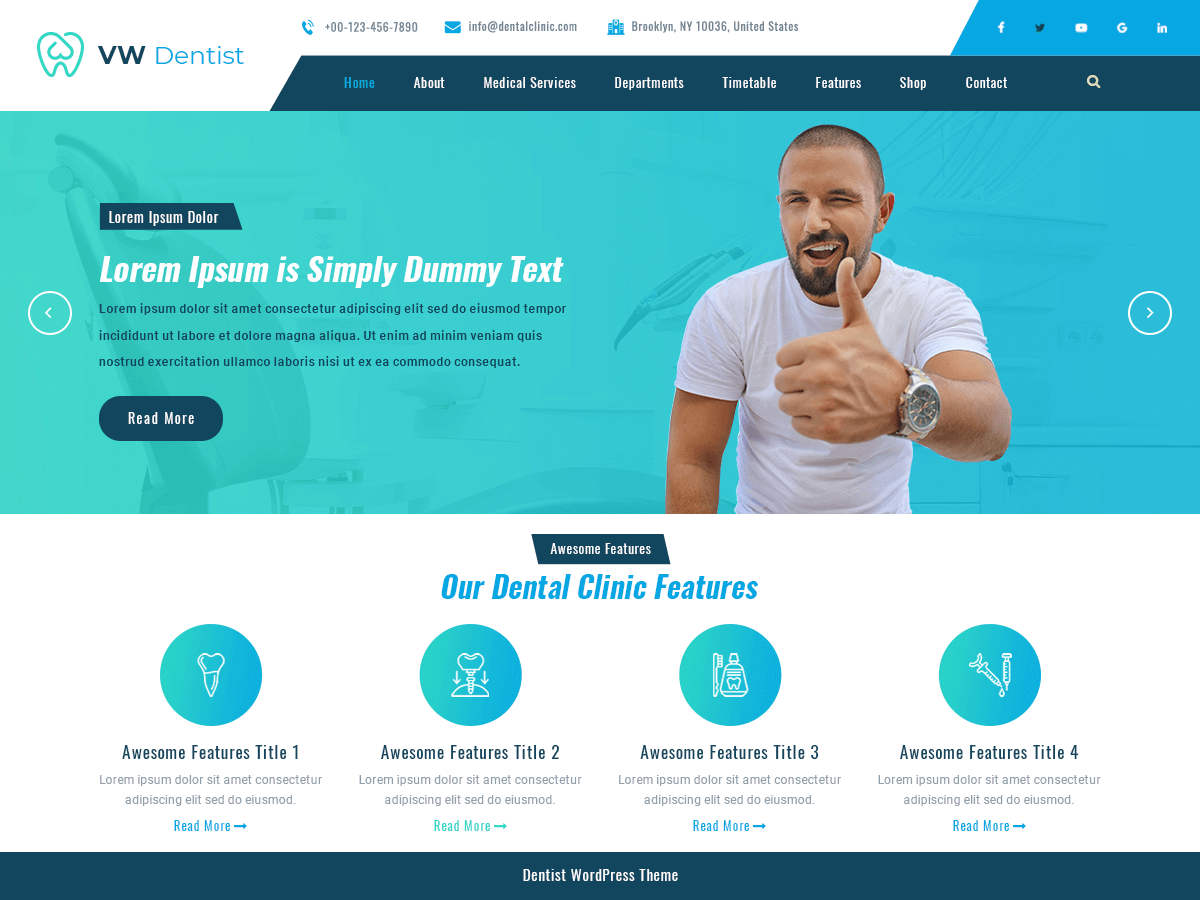 +00-123-456-7890 info@dentalclinic.com Brooklyn, NY 10036, United States
VW Dentist
Home About Medical Services Departments Timetable Features Shop Contact
Lorem Ipsum Dolor
Lorem Ipsum is Simply Dummy Text
Lorem ipsum dolor sit amet consectetur adipiscing elit sed do eiusmod tempor
incididunt ut labore et dolore magna aliqua. Ut enim ad minim veniam quis
nostrud exercitation ullamco laboris nisi ut ex ea commodo consequat.
Read More
Awesome Features
Our Dental Clinic Features
Awesome Features Title 1
Lorem ipsum dolor sit amet consectetur
adipiscing elit sed do eiusmod.
Read More
Awesome Features Title 2
Lorem ipsum dolor sit amet consectetur
adipiscing elit sed do eiusmod.
Read More
Awesome Features Title 3
Lorem ipsum dolor sit amet consectetur
adipiscing elit sed do eiusmod.
Read More
Awesome Features Title 4
Lorem ipsum dolor sit amet consectetur
adipiscing elit sed do eiusmod.
Read More
Dentist WordPress Theme